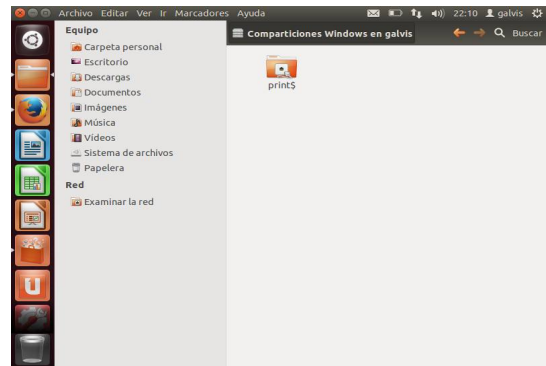 Archivo Editar Ver Ir Marcadores Ayuda 22:10 galvis
Equipo
Carpeta personal
Escritorio
Descargas
Documentos
Imágenes
Música
Vídeos
Sistema de archivos
Papelera
Red
Examinar la red
Comparticiones Windows en galvis Buscar
print$